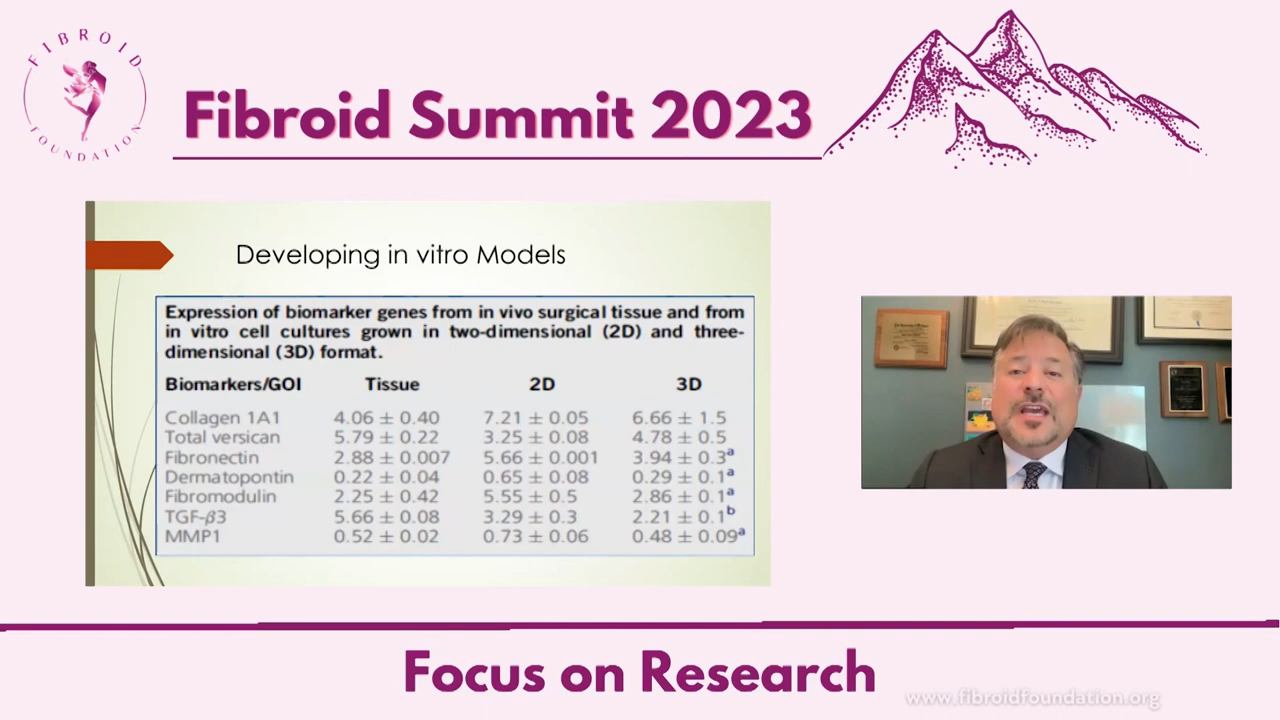 FIBROID
FOUNDATION
Fibroid Summit 2023
Developing in vitro Models
Expression of biomarker genes from in vivo surgical tissue and from
in vitro cell cultures grown in two-dimensional (2D) and three-
dimensional (3D) format.
Biomarkers/GOI Tissue 2D 3D
Collagen 1A1 4.06 ± 0.40 7.21 ± 0.05 6.66 ± 1.5
Total versican 5.79 ± 0.22 3.25 ± 0.08 4.78 ± 0.5
Fibronectin 2.88 ± 0.007 5.66 ± 0.001 3.94 ± 0.3a
Dermatopontin 0.22 ± 0.04 0.65 ± 0.08 0.29 ± 0.1a
Fibromodulin 2.25 ± 0.42 5.55 ± 0.5 2.86 ± 0.1a
TGF-β3 5.66 ± 0.08 3.29 ± 0.3 2.21 ± 0.1b
MMP1 0.52 ± 0.02 0.73 ± 0.06 0.48 ± 0.09a
Focus on Research
www.fibroidfoundation.org